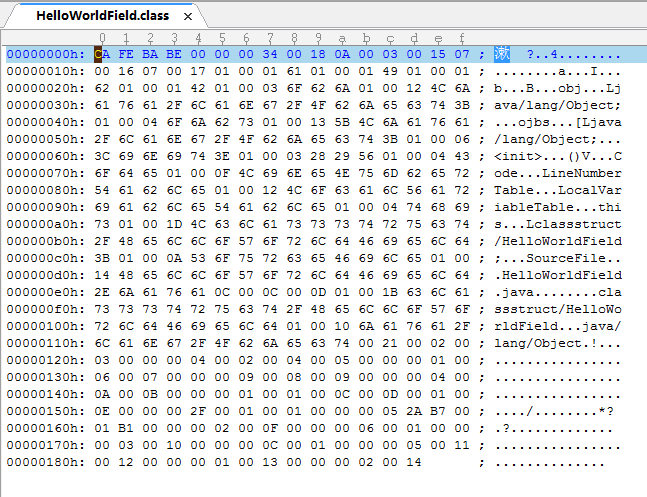 HelloWorldField.class ×
0 1 2 3 4 5 6 7 8 9 a b c d e f
00000000h: CA FE BA BE 00 00 00 34 00 18 0A 00 03 00 15 07 ; 漱 ?..4........
00000010h: 00 16 07 00 17 01 00 01 61 01 00 01 49 01 00 01 ; ........a...I...
00000020h: 62 01 00 01 42 01 00 03 6F 62 6A 01 00 12 4C 6A ; b...B...obj...Lj
00000030h: 61 76 61 2F 6C 61 6E 67 2F 4F 62 6A 65 63 74 3B ; ava/lang/Object;
00000040h: 01 00 04 6F 6A 62 73 01 00 13 5B 4C 6A 61 76 61 ; ...ojbs...[Ljava
00000050h: 2F 6C 61 6E 67 2F 4F 62 6A 65 63 74 3B 01 00 06 ; /lang/Object;...
00000060h: 3C 69 6E 69 74 3E 01 00 03 28 29 56 01 00 04 43 ; <init>...()V...C
00000070h: 6F 64 65 01 00 0F 4C 69 6E 65 4E 75 6D 62 65 72 ; ode...LineNumber
00000080h: 54 61 62 6C 65 01 00 12 4C 6F 63 61 6C 56 61 72 ; Table...LocalVar
00000090h: 69 61 62 6C 65 54 61 62 6C 65 01 00 04 74 68 69 ; iableTable...thi
000000a0h: 73 01 00 1D 4C 63 6C 61 73 73 73 74 72 75 63 74 ; s...Lclassstruct
000000b0h: 2F 48 65 6C 6C 6F 57 6F 72 6C 64 46 69 65 6C 64 ; /HelloWorldField
000000c0h: 3B 01 00 0A 53 6F 75 72 63 65 46 69 6C 65 01 00 ; ;...SourceFile..
000000d0h: 14 48 65 6C 6C 6F 57 6F 72 6C 64 46 69 65 6C 64 ; .HelloWorldField
000000e0h: 2E 6A 61 76 61 0C 00 0C 00 0D 01 00 1B 63 6C 61 ; .java........cla
000000f0h: 73 73 73 74 72 75 63 74 2F 48 65 6C 6C 6F 57 6F ; ssstruct/HelloWo
00000100h: 72 6C 64 46 69 65 6C 64 01 00 10 6A 61 76 61 2F ; rldField...java/
00000110h: 6C 61 6E 67 2F 4F 62 6A 65 63 74 00 21 00 02 00 ; lang/Object.!...
00000120h: 03 00 00 00 04 00 02 00 04 00 05 00 00 00 01 00 ; ................
00000130h: 06 00 07 00 00 00 09 00 08 00 09 00 00 00 04 00 ; ................
00000140h: 0A 00 0B 00 00 00 01 00 01 00 0C 00 0D 00 01 00 ; ................
00000150h: 0E 00 00 00 2F 00 01 00 01 00 00 00 05 2A B7 00 ; ..../........*?
00000160h: 01 B1 00 00 00 02 00 0F 00 00 00 06 00 01 00 00 ; .?.............
00000170h: 00 03 00 10 00 00 00 0C 00 01 00 00 00 05 00 11 ; ................
00000180h: 00 12 00 00 00 01 00 13 00 00 00 02 00 14 ; ..............